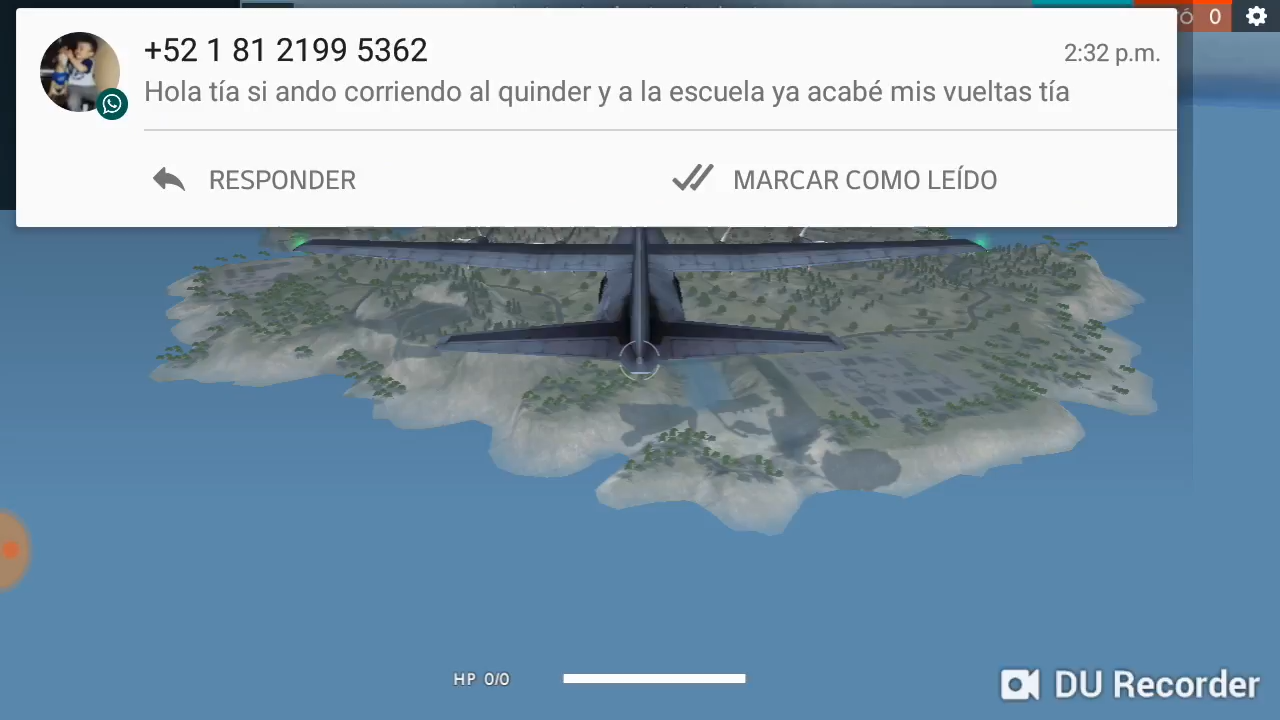 ó 0
+52 1 81 2199 5362
2:32 p.m.
Hola tía si ando corriendo al quinder y a la escuela ya acabé mis vueltas tía
RESPONDER
MARCAR COMO LEÍDO
HP 0/0
DU Recorder